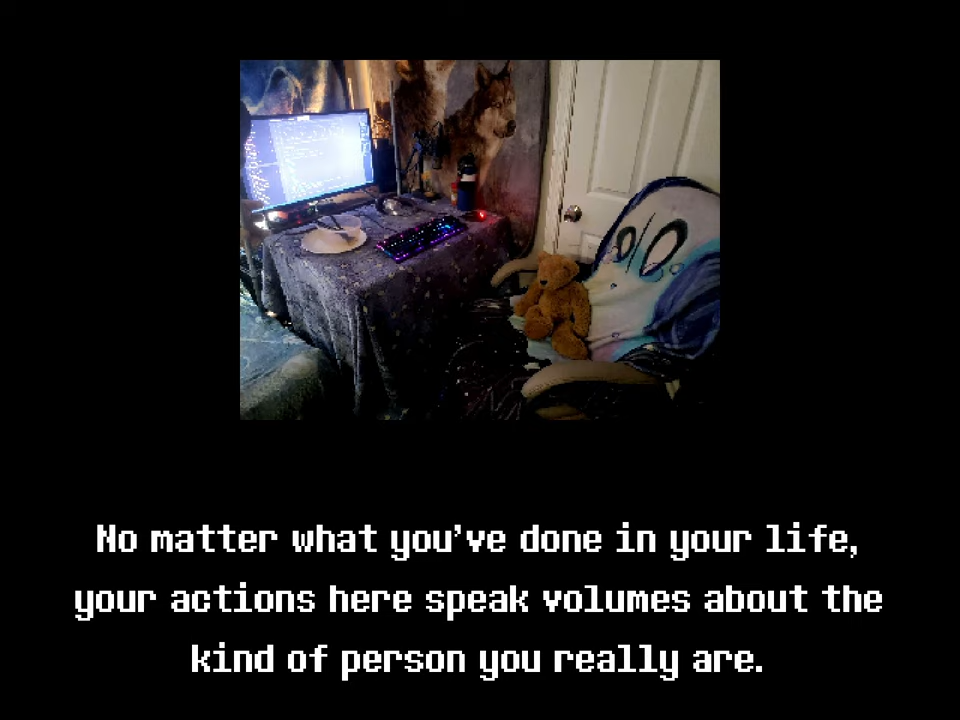 No matter what you've done in your life,
your actions here speak volumes about the
kind of person you really are.